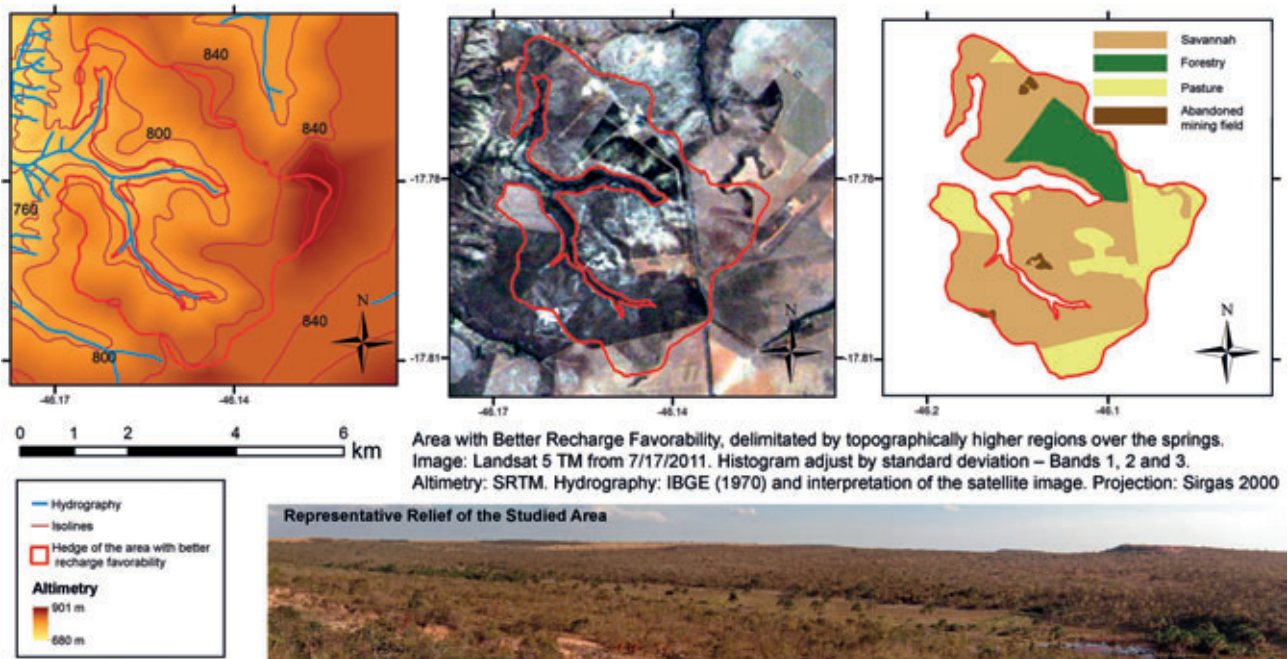 840
800
840
760
840
800
N
-17.78
-17.81
-46.17
-46.14
N
-46.17
-46.14
Savannah
Forestry
Pasture
Abandoned
mining field
-17.78
-17.81
N
-46.2
-46.1
0 1 2 4 6
km
Area with Better Recharge Favorability, delimitated by topographically higher regions over the springs.
Image: Landsat 5 TM from 7/17/2011. Histogram adjust by standard deviation – Bands 1, 2 and 3.
Altimetry: SRTM. Hydrography: IBGE (1970) and interpretation of the satellite image. Projection: Sirgas 2000
Hydrography
Isolines
Hedge of the area with better
recharge favorability
Altimetry
901 m
680 m
Representative Relief of the Studied Area